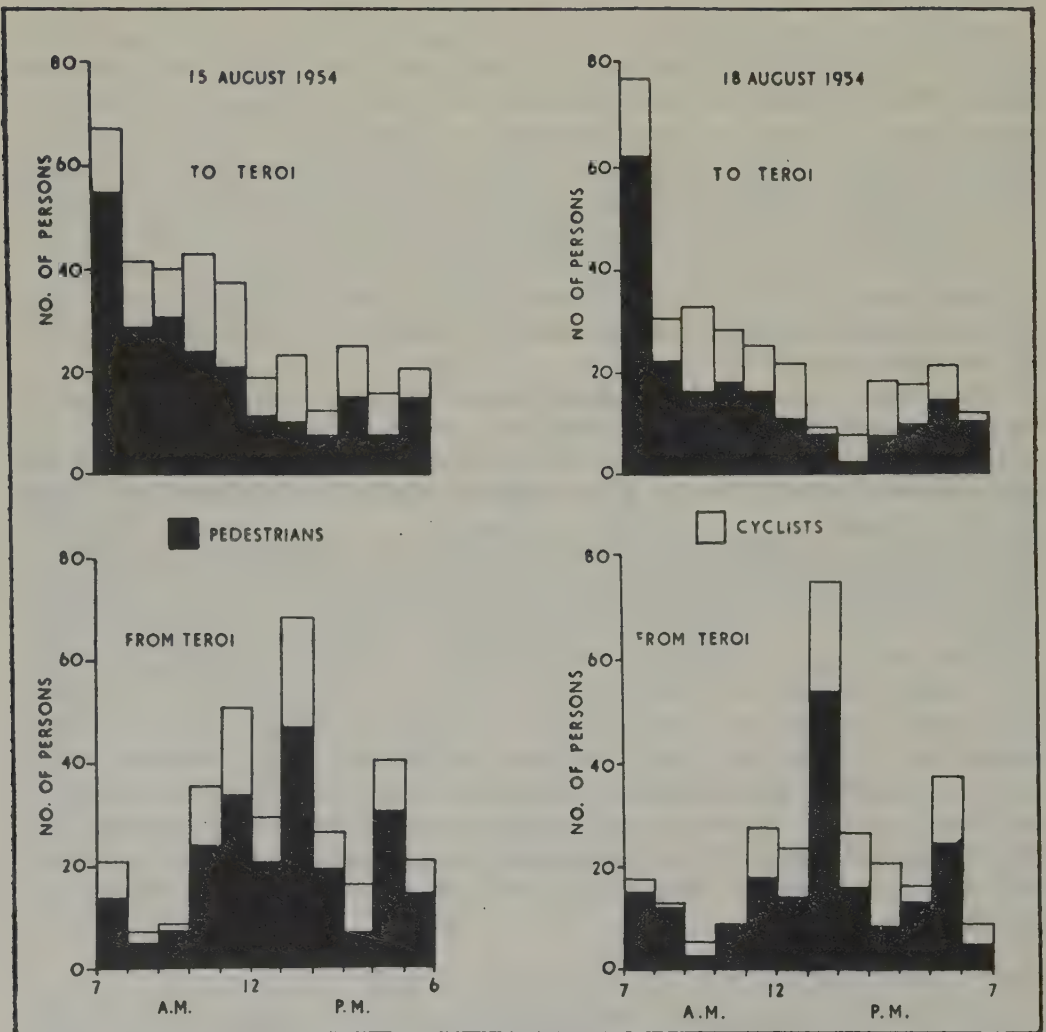 15 AUGUST 1954
TO TEROI
NO. OF PERSONS
80
60
40
20
0
18 AUGUST 1954
TO TEROI
NO OF PERSONS
80
60
40
20
0
PEDESTRIANS
CYCLISTS
FROM TEROI
NO. OF PERSONS
80
60
40
20
0
7 12 6
A.M. P.M.
FROM TEROI
NO. OF PERSONS
80
60
40
20
0
7 12 7
A.M. P.M.